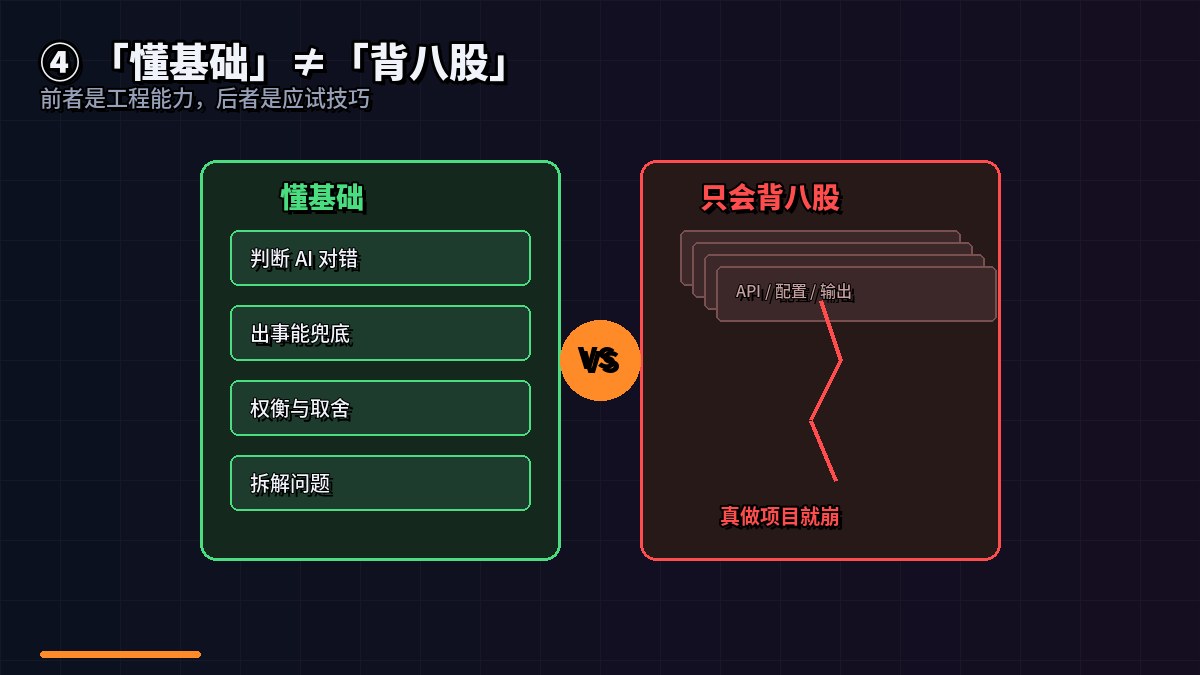 ④ 「懂基础」≠「背八股」
前者是工程能力，后者是应试技巧
懂基础
判断 AI 对错
出事能兜底
权衡与取舍
拆解问题
VS
只会背八股
API / 配置 / 输出
真做项目就崩